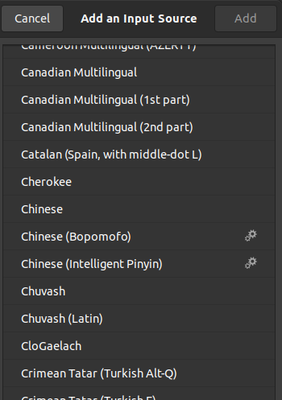 Cancel Add an Input Source Add
Cameroon Multilingual (AZERTY)
Canadian Multilingual
Canadian Multilingual (1st part)
Canadian Multilingual (2nd part)
Catalan (Spain, with middle-dot L)
Cherokee
Chinese
Chinese (Bopomofo)
Chinese (Intelligent Pinyin)
Chuvash
Chuvash (Latin)
CloGaelach
Crimean Tatar (Turkish Alt-Q)
Crimean Tatar (Turkish F)